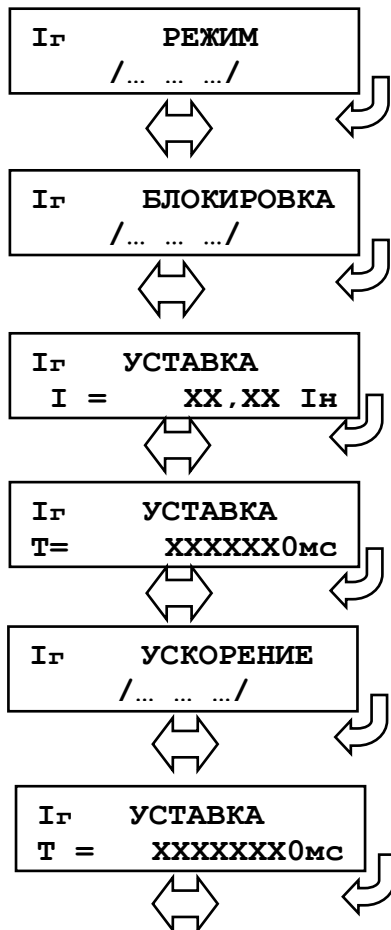 Iг РЕЖИМ
/… … …/
Iг БЛОКИРОВКА
/… … …/
Iг УСТАВКА
I = XX,XX Iн
Iг УСТАВКА
T= XXXXXX0мс
Iг УСКОРЕНИЕ
/… … …/
Iг УСТАВКА
T = XXXXXXX0мс